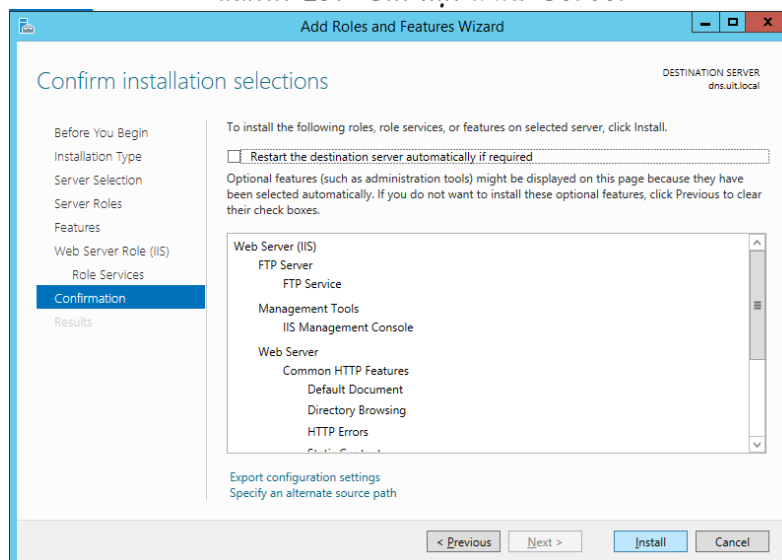 Add Roles and Features Wizard
Confirm installation selections
DESTINATION SERVER
dns.uit.local
Before You Begin
Installation Type
Server Selection
Server Roles
Features
Web Server Role (IIS)
Role Services
Confirmation
Results
To install the following roles, role services, or features on selected server, click Install.
Restart the destination server automatically if required
Optional features (such as administration tools) might be displayed on this page because they have
been selected automatically. If you do not want to install these optional features, click Previous to clear
their check boxes.
Web Server (IIS)
FTP Server
FTP Service
Management Tools
IIS Management Console
Web Server
Common HTTP Features
Default Document
Directory Browsing
HTTP Errors
Export configuration settings
Specify an alternate source path
< Previous
Next >
Install
Cancel